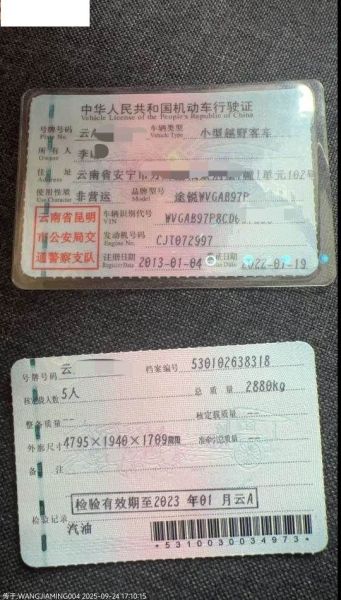 中华人民共和国机动车行驶证
Vehicle License of the People's Republic of China
号牌号码 云A 车辆类型 小型越野客车
Plate No. Vehicle Type
所有人 李
Owner
住址 云南省安宁市 单元102
Address
使用性质 非营运 品牌型号 途锐WVGAB97P
Use Character Model
云南省昆明
市公安局交
通警察支队
车辆识别代号 WVGAB97P8CD
VIN
发动机号码 CJT072997
Engine No.
注册日期 2013-01-04 发证日期 2022-01-19
Register Date Issue Date
号牌号码 云 档案编号 530102638318
核定载人数 5人 总质量 2880kg
整备质量 -- 核定载质量 --
外廓尺寸 4795×1940×1709mm 准牵引总质量 --
备注
检验有效期至2023年01月云A
检验记录
汽油
*5310030034973*
传于:WANGJIAMING004 2025-09-24 17:10:15